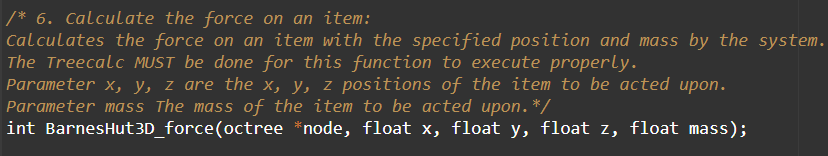 /* 6. Calculate the force on an item:
Calculates the force on an item with the specified position and mass by the system.
The Treecalc MUST be done for this function to execute properly.
Parameter x, y, z are the x, y, z positions of the item to be acted upon.
Parameter mass The mass of the item to be acted upon.*/
int BarnesHut3D_force(octree *node, float x, float y, float z, float mass);